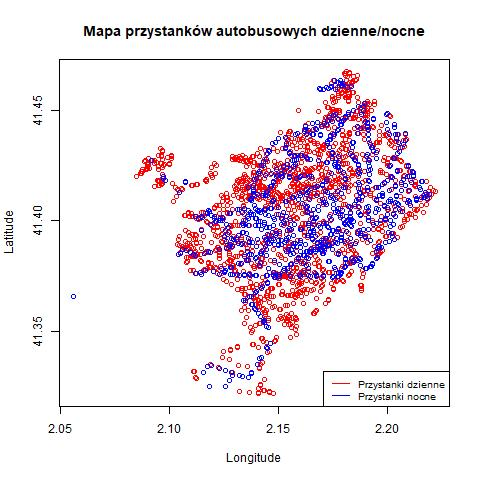 Mapa przystanków autobusowych dzienne/nocne
41.45
41.40
41.35
Latitude
2.05
2.10
2.15
2.20
Longitude
Przystanki dzienne
Przystanki nocne